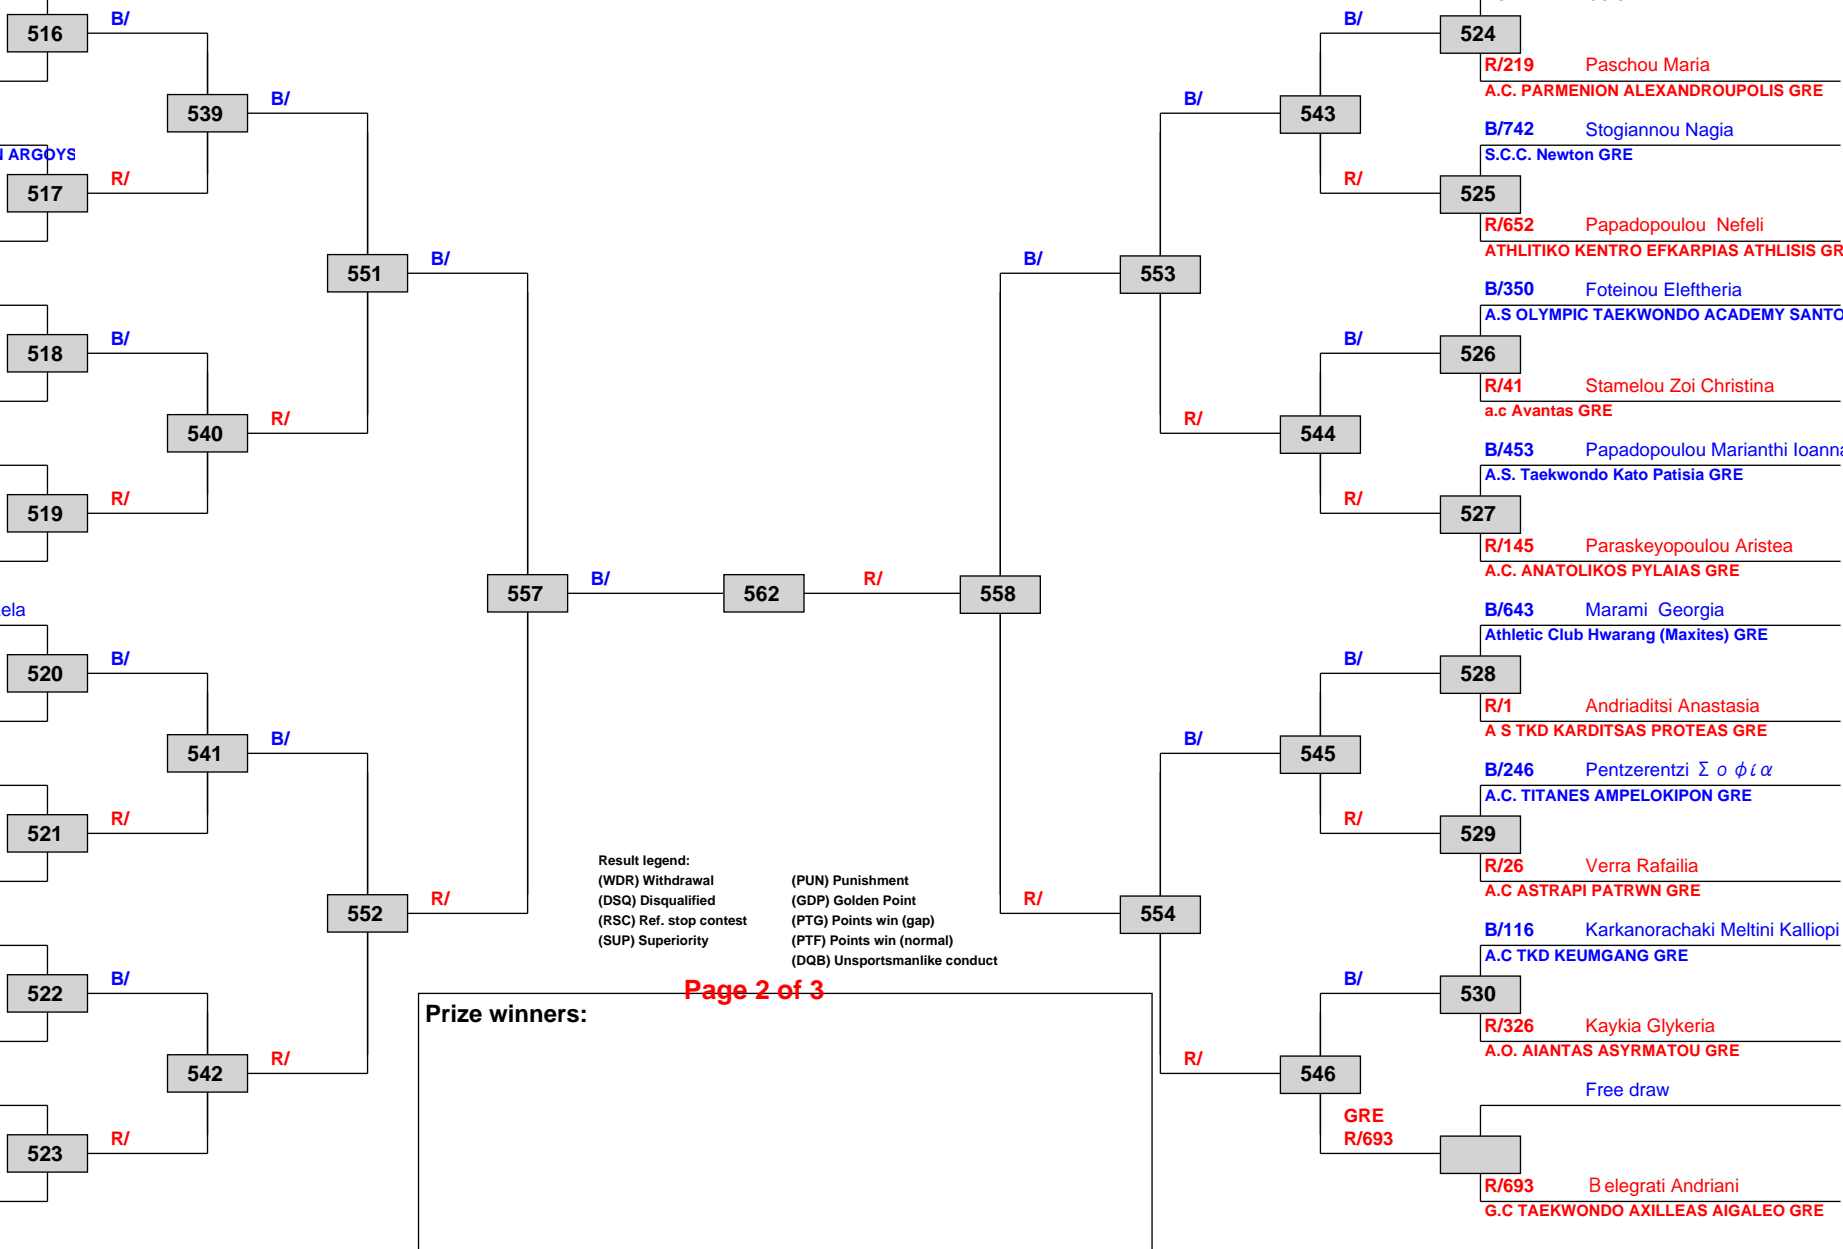 516
B/
539
B/
N ARGOYS
517
R/
551
B/
518
B/
540
R/
519
R/
557
B/
562
R/
558
ela
520
B/
541
B/
521
R/
552
R/
522
B/
542
R/
523
R/
Result legend:
(WDR) Withdrawal
(DSQ) Disqualified
(RSC) Ref. stop contest
(SUP) Superiority
(PUN) Punishment
(GDP) Golden Point
(PTG) Points win (gap)
(PTF) Points win (normal)
(DQB) Unsportsmanlike conduct
Page 2 of 3
Prize winners:
B/
524
R/219 Paschou Maria
A.C. PARMENION ALEXANDROUPOLIS GRE
B/
543
B/742 Stogiannou Nagia
S.C.C. Newton GRE
R/
525
R/652 Papadopoulou Nefeli
ATHLITIKO KENTRO EFKARPIAS ATHLISIS GR
B/
553
B/350 Foteinou Eleftheria
A.S OLYMPIC TAEKWONDO ACADEMY SANTO
B/
526
R/41 Stamelou Zoi Christina
a.c Avantas GRE
R/
544
B/453 Papadopoulou Marianthi Ioanna
A.S. Taekwondo Kato Patisia GRE
R/
527
R/145 Paraskeyopoulou Aristea
A.C. ANATOLIKOS PYLAIAS GRE
B/643 Marami Georgia
Athletic Club Hwarang (Maxites) GRE
B/
528
R/1 Andriaditsi Anastasia
A S TKD KARDITSAS PROTEAS GRE
B/
545
B/246 Pentzerentzi Σοφία
A.C. TITANES AMPELOKIPON GRE
R/
529
R/26 Verra Rafailia
A.C ASTRAPI PATRWN GRE
R/
554
B/116 Karkanorachaki Meltini Kalliopi
A.C TKD KEUMGANG GRE
B/
530
R/326 Kaykia Glykeria
A.O. AIANTAS ASYRMATOU GRE
R/
546
Free draw
GRE
R/693
R/693 Βelegrati Andriani
G.C TAEKWONDO AXILLEAS AIGALEO GRE